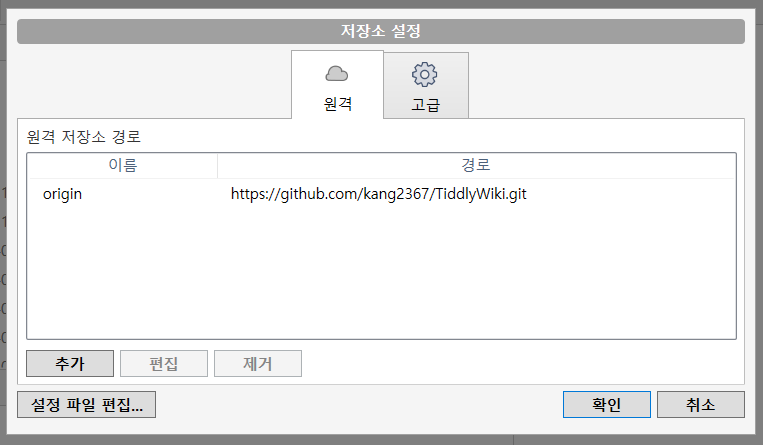 저장소 설정
원격
고급
원격 저장소 경로
이름 경로
origin https://github.com/kang2367/TiddlyWiki.git
추가 편집 제거
설정 파일 편집... 확인 취소